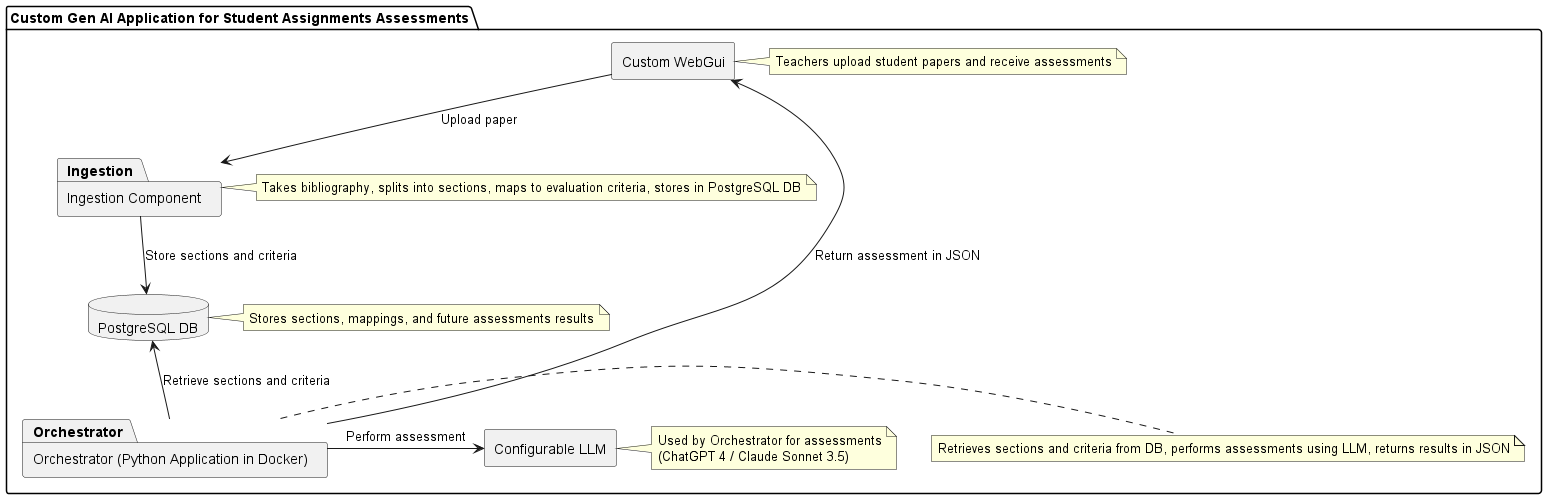 Custom Gen AI Application for Student Assignments Assessments
Custom WebGui
Teachers upload student papers and receive assessments
Upload paper
Ingestion
Ingestion Component
Takes bibliography, splits into sections, maps to evaluation criteria, stores in PostgreSQL DB
Store sections and criteria
Return assessment in JSON
PostgreSQL DB
Stores sections, mappings, and future assessments results
Retrieve sections and criteria
Orchestrator
Orchestrator (Python Application in Docker)
Perform assessment
Configurable LLM
Used by Orchestrator for assessments
(ChatGPT 4 / Claude Sonnet 3.5)
Retrieves sections and criteria from DB, performs assessments using LLM, returns results in JSON